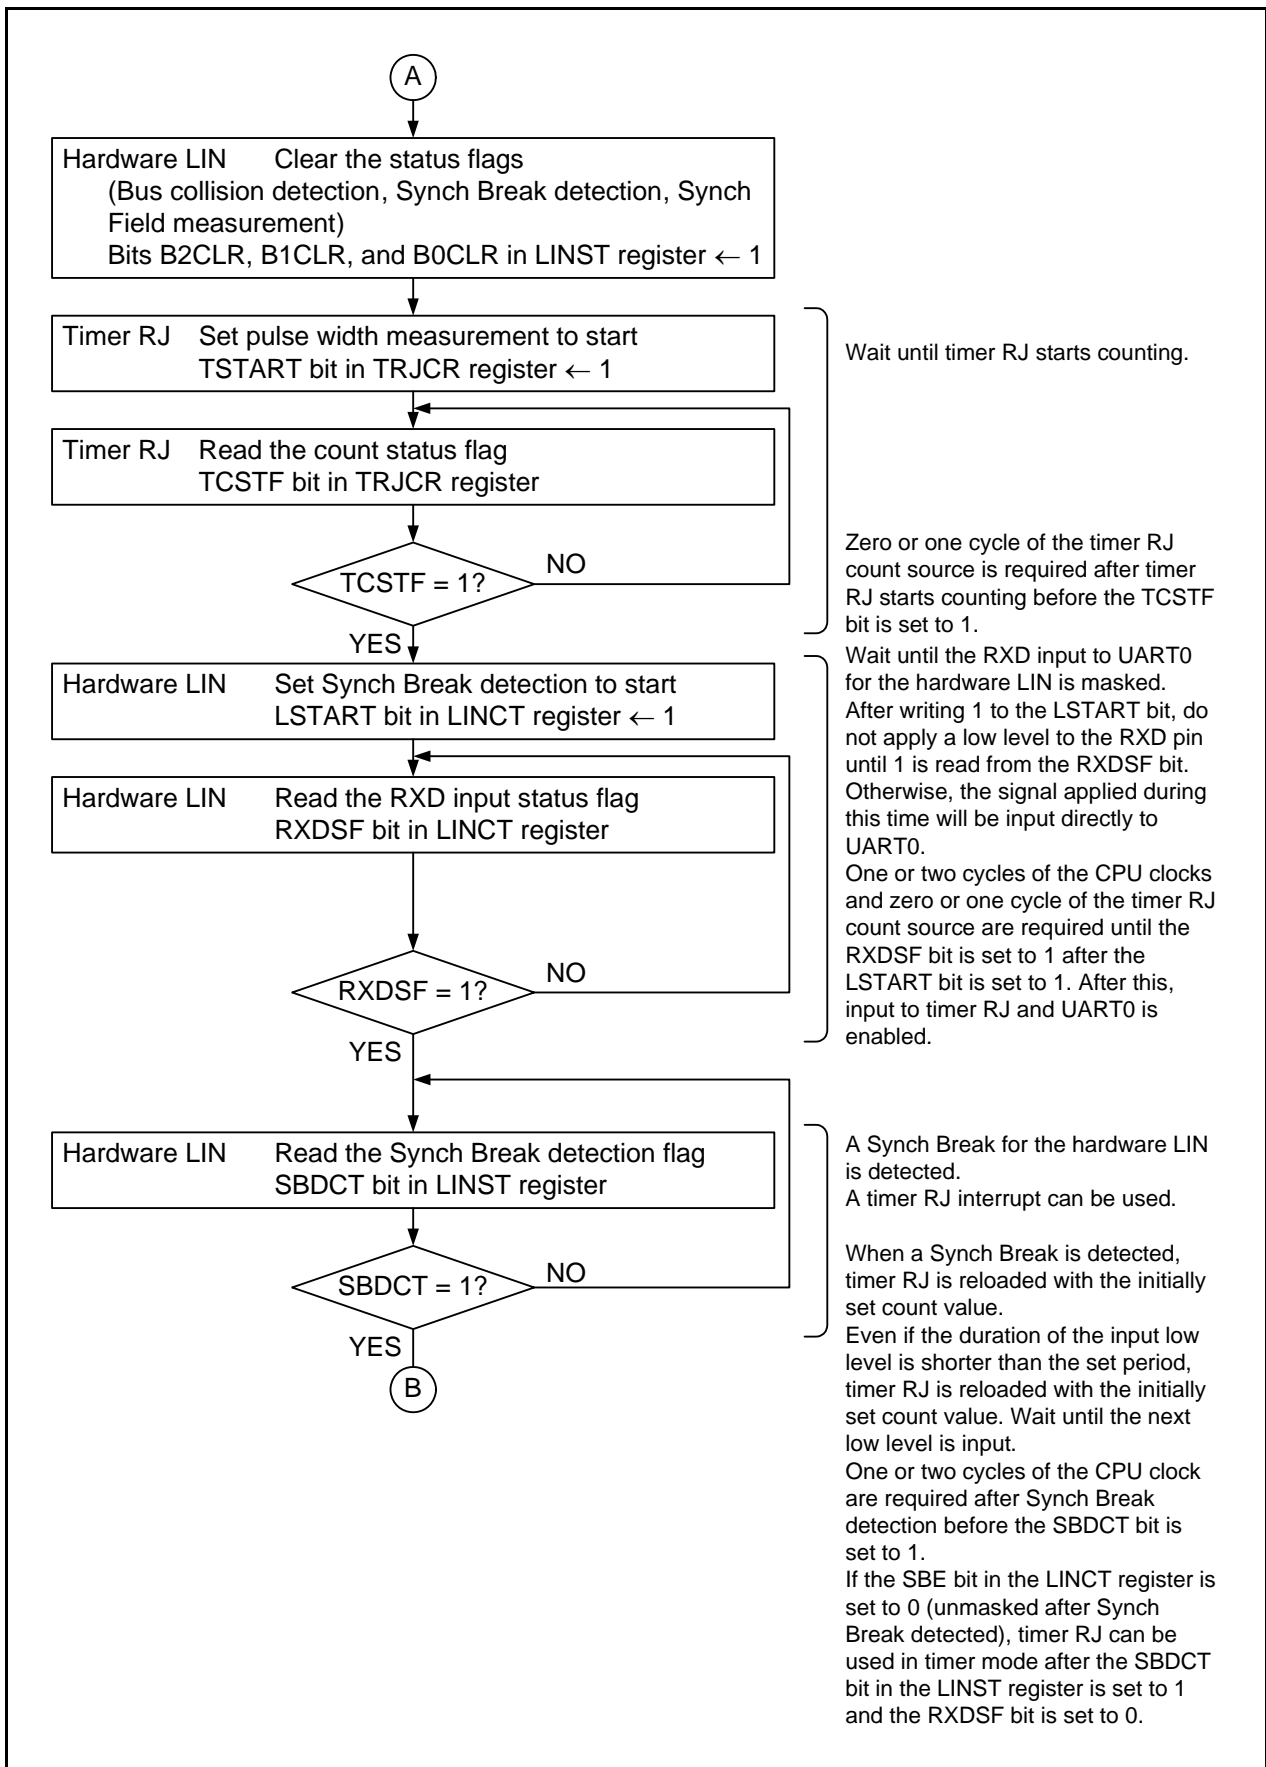 A
Hardware LIN Clear the status flags
(Bus collision detection, Synch Break detection, Synch
Field measurement)
Bits B2CLR, B1CLR, and B0CLR in LINST register ← 1
Timer RJ Set pulse width measurement to start
TSTART bit in TRJCR register ← 1
Wait until timer RJ starts counting.
Timer RJ Read the count status flag
TCSTF bit in TRJCR register
TCSTF = 1?
NO
YES
Zero or one cycle of the timer RJ
count source is required after timer
RJ starts counting before the TCSTF
bit is set to 1.
Hardware LIN Set Synch Break detection to start
LSTART bit in LINCT register ← 1
Hardware LIN Read the RXD input status flag
RXDSF bit in LINCT register
RXDSF = 1?
NO
YES
Wait until the RXD input to UART0
for the hardware LIN is masked.
After writing 1 to the LSTART bit, do
not apply a low level to the RXD pin
until 1 is read from the RXDSF bit.
Otherwise, the signal applied during
this time will be input directly to
UART0.
One or two cycles of the CPU clocks
and zero or one cycle of the timer RJ
count source are required until the
RXDSF bit is set to 1 after the
LSTART bit is set to 1. After this,
input to timer RJ and UART0 is
enabled.
Hardware LIN Read the Synch Break detection flag
SBDCT bit in LINST register
SBDCT = 1?
NO
YES
B
A Synch Break for the hardware LIN
is detected.
A timer RJ interrupt can be used.
When a Synch Break is detected,
timer RJ is reloaded with the initially
set count value.
Even if the duration of the input low
level is shorter than the set period,
timer RJ is reloaded with the initially
set count value. Wait until the next
low level is input.
One or two cycles of the CPU clock
are required after Synch Break
detection before the SBDCT bit is
set to 1.
If the SBE bit in the LINCT register is
set to 0 (unmasked after Synch
Break detected), timer RJ can be
used in timer mode after the SBDCT
bit in the LINST register is set to 1
and the RXDSF bit is set to 0.